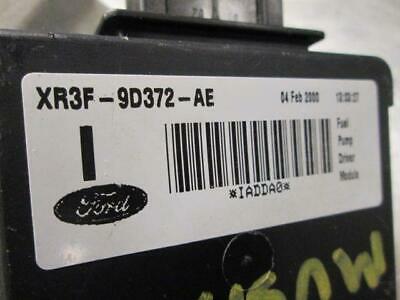 XR3F-9D372-AE
04 Feb 2000
I
Fuel
Pump
Driver
Module
*IADDA0*
Ford